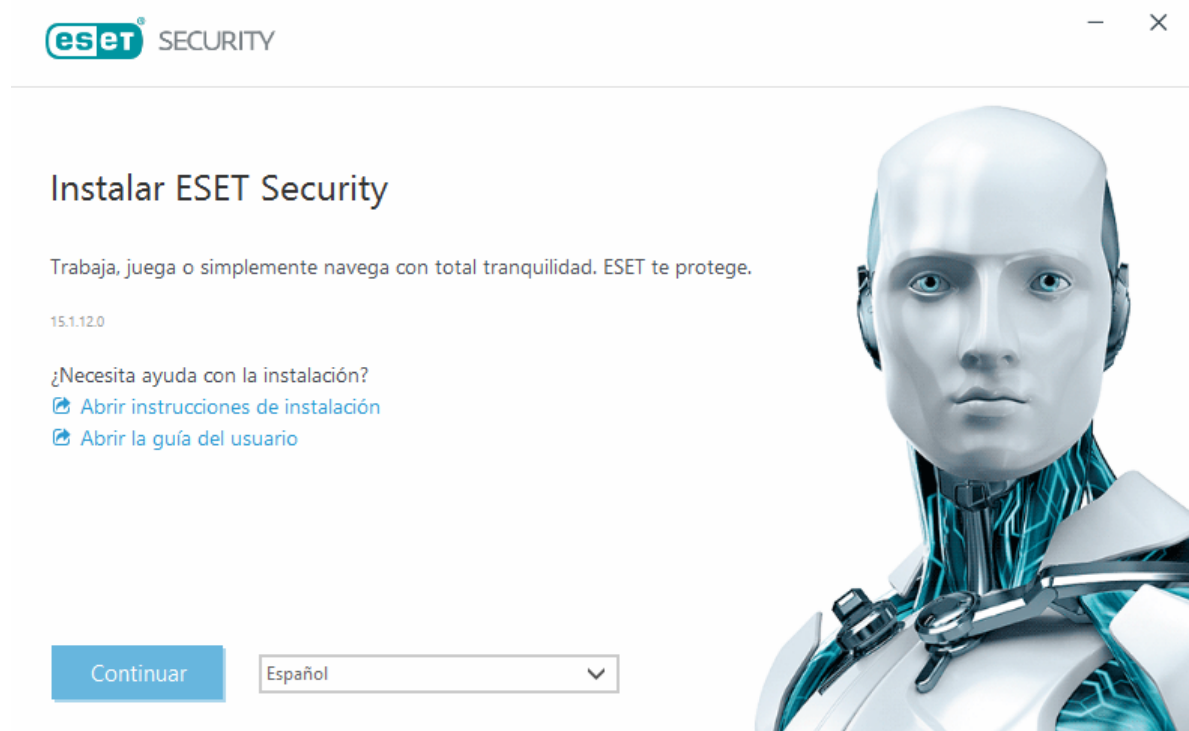 eset® SECURITY
Instalar ESET Security
Trabaja, juega o simplemente navega con total tranquilidad. ESET te protege.
15.1.12.0
¿Necesita ayuda con la instalación?
Abrir instrucciones de instalación
Abrir la guía del usuario
Continuar
Español